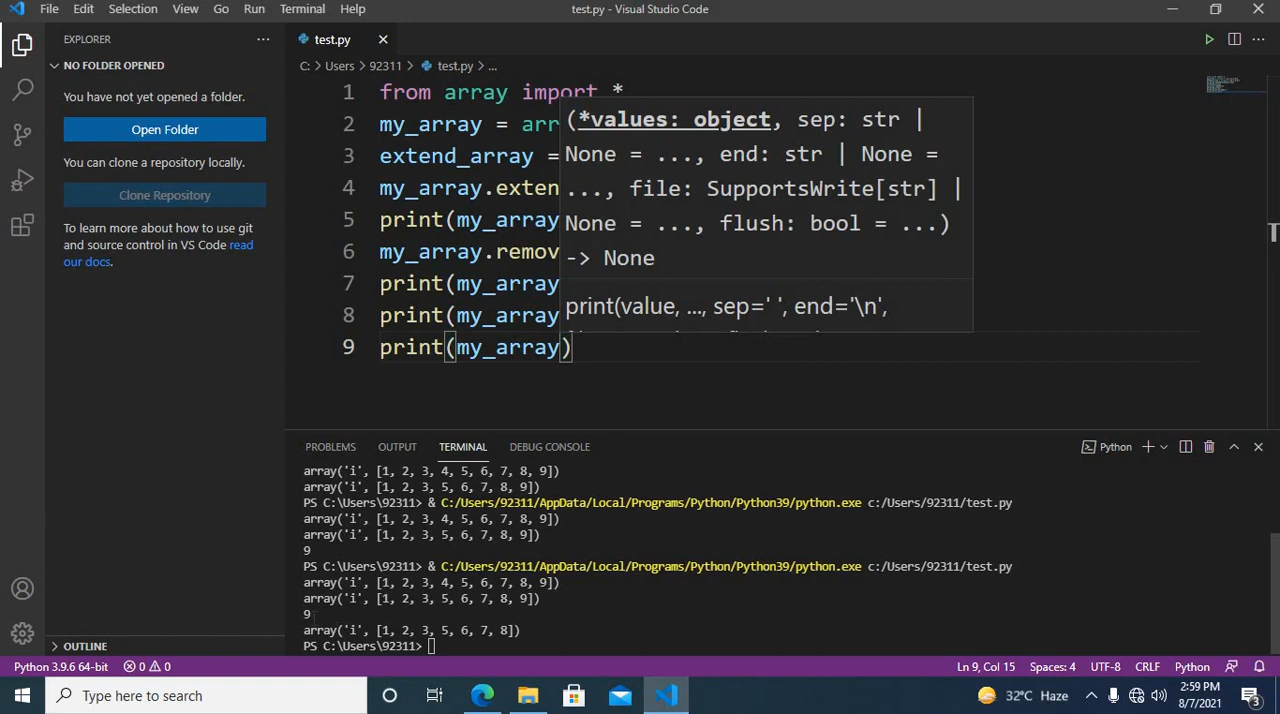 File Edit Selection View Go Run Terminal Help
test.py - Visual Studio Code
EXPLORER
NO FOLDER OPENED
You have not yet opened a folder.
Open Folder
You can clone a repository locally.
Clone Repository
To learn more about how to use git
and source control in VS Code read
our docs.
OUTLINE
test.py
C: > Users > 92311 > test.py > ...
1 from array import *
2 my_array = arr
3 extend_array =
4 my_array.exten
5 print(my_array
6 my_array.remov
7 print(my_array
8 print(my_array
9 print(my_array)
(*values: object, sep: str |
None = ..., end: str | None =
..., file: SupportsWrite[str] |
None = ..., flush: bool = ...)
-> None
print(value, ..., sep=' ', end='\n',
PROBLEMS OUTPUT TERMINAL DEBUG CONSOLE
Python
array('i', [1, 2, 3, 4, 5, 6, 7, 8, 9])
array('i', [1, 2, 3, 5, 6, 7, 8, 9])
PS C:\Users\92311> & C:/Users/92311/AppData/Local/Programs/Python/Python39/python.exe c:/Users/92311/test.py
array('i', [1, 2, 3, 4, 5, 6, 7, 8, 9])
array('i', [1, 2, 3, 5, 6, 7, 8, 9])
9
PS C:\Users\92311> & C:/Users/92311/AppData/Local/Programs/Python/Python39/python.exe c:/Users/92311/test.py
array('i', [1, 2, 3, 4, 5, 6, 7, 8, 9])
array('i', [1, 2, 3, 5, 6, 7, 8, 9])
9
array('i', [1, 2, 3, 5, 6, 7, 8])
PS C:\Users\92311>
Python 3.9.6 64-bit 0 0
Ln 9, Col 15 Spaces: 4 UTF-8 CRLF Python
Type here to search
32°C Haze
2:59 PM
8/7/2021
3